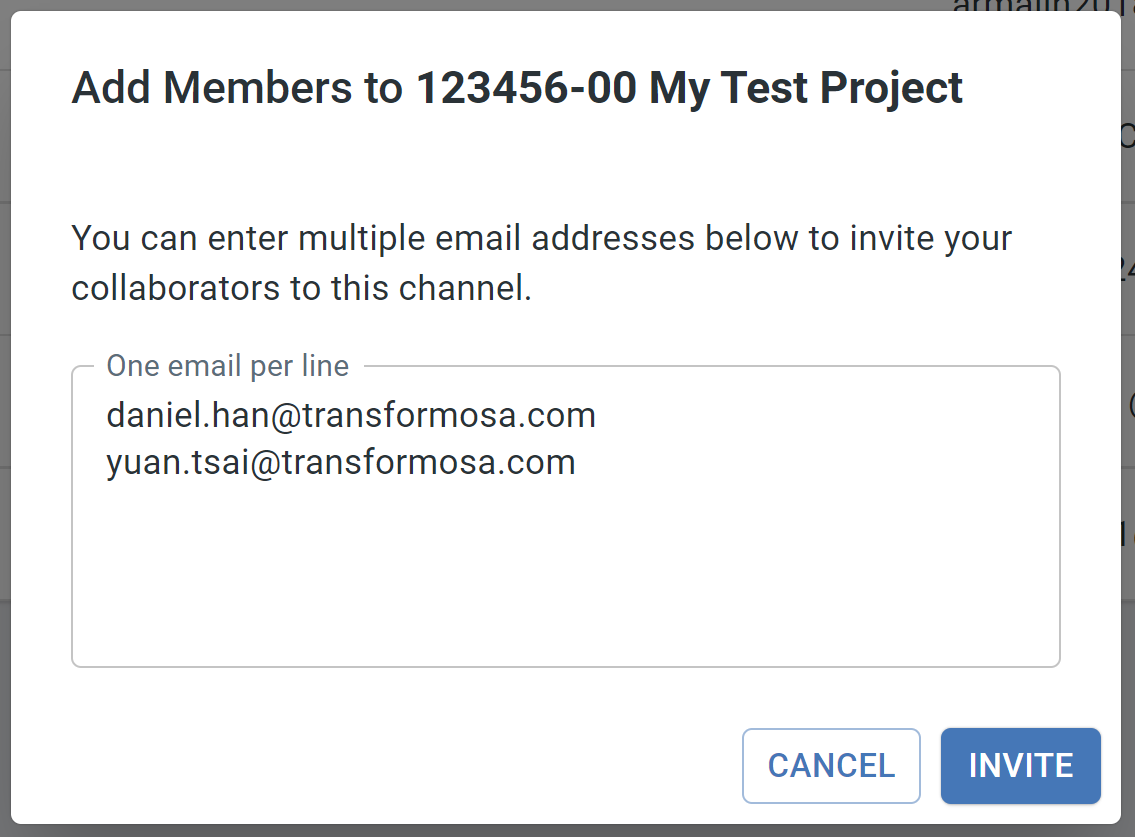 Add Members to 123456-00 My Test Project
You can enter multiple email addresses below to invite your
collaborators to this channel.
One email per line
daniel.han@transformosa.com
yuan.tsai@transformosa.com
CANCEL
INVITE